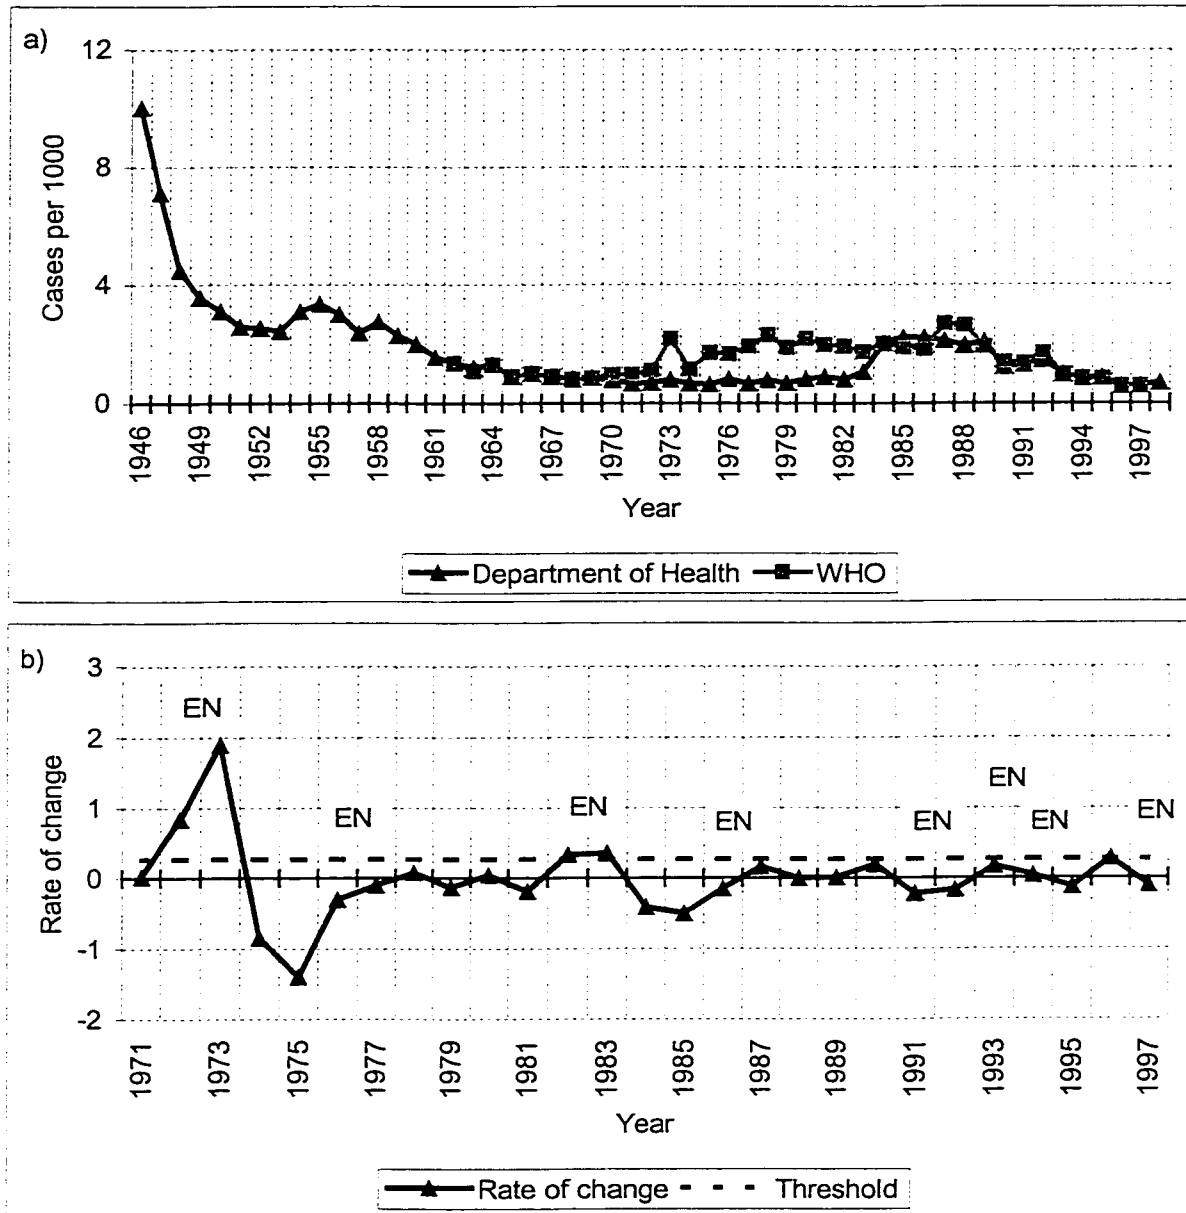 a)
12
8
4
0
Cases per 1000
1946 1949 1952 1955 1958 1961 1964 1967 1970 1973 1976 1979 1982 1985 1988 1991 1994 1997
Year
Department of Health WHO
b)
3
2
1
0
-1
-2
Rate of change
EN
EN
EN
EN
EN
EN
EN
EN
1971 1973 1975 1977 1979 1981 1983 1985 1987 1989 1991 1993 1995 1997
Year
Rate of change Threshold